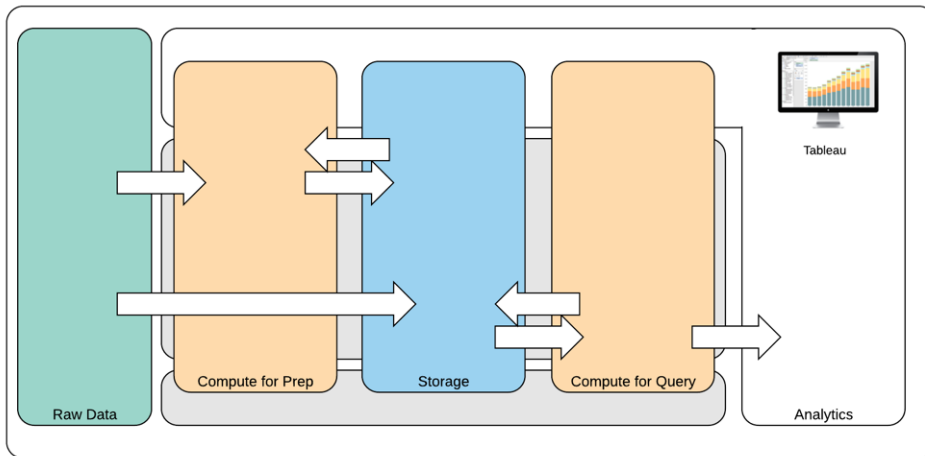 Tableau
Compute for Prep
Storage
Compute for Query
Raw Data
Analytics